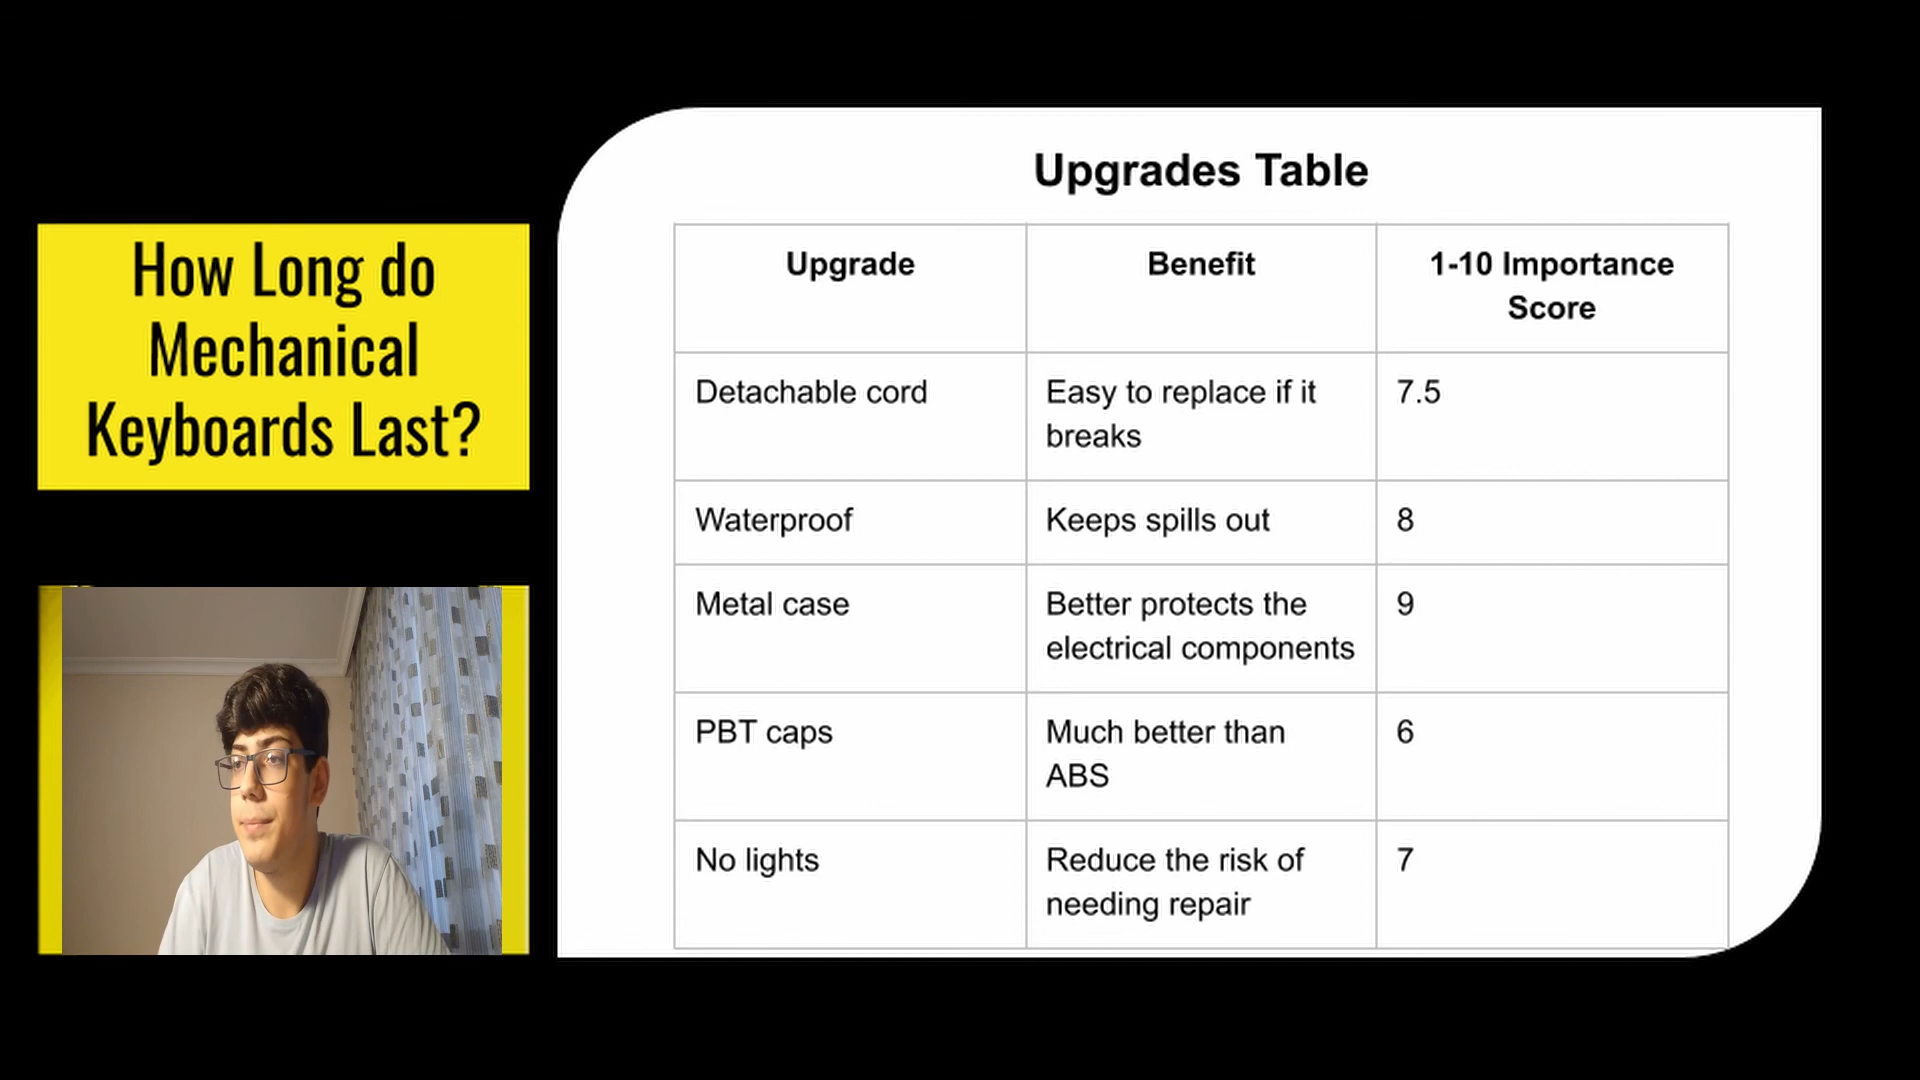 How Long do
Mechanical
Keyboards Last?
Upgrades Table
Upgrade
Benefit
1-10 Importance
Score
Detachable cord
Easy to replace if it
breaks
7.5
Waterproof
Keeps spills out
8
Metal case
Better protects the
electrical components
9
PBT caps
Much better than
ABS
6
No lights
Reduce the risk of
needing repair
7